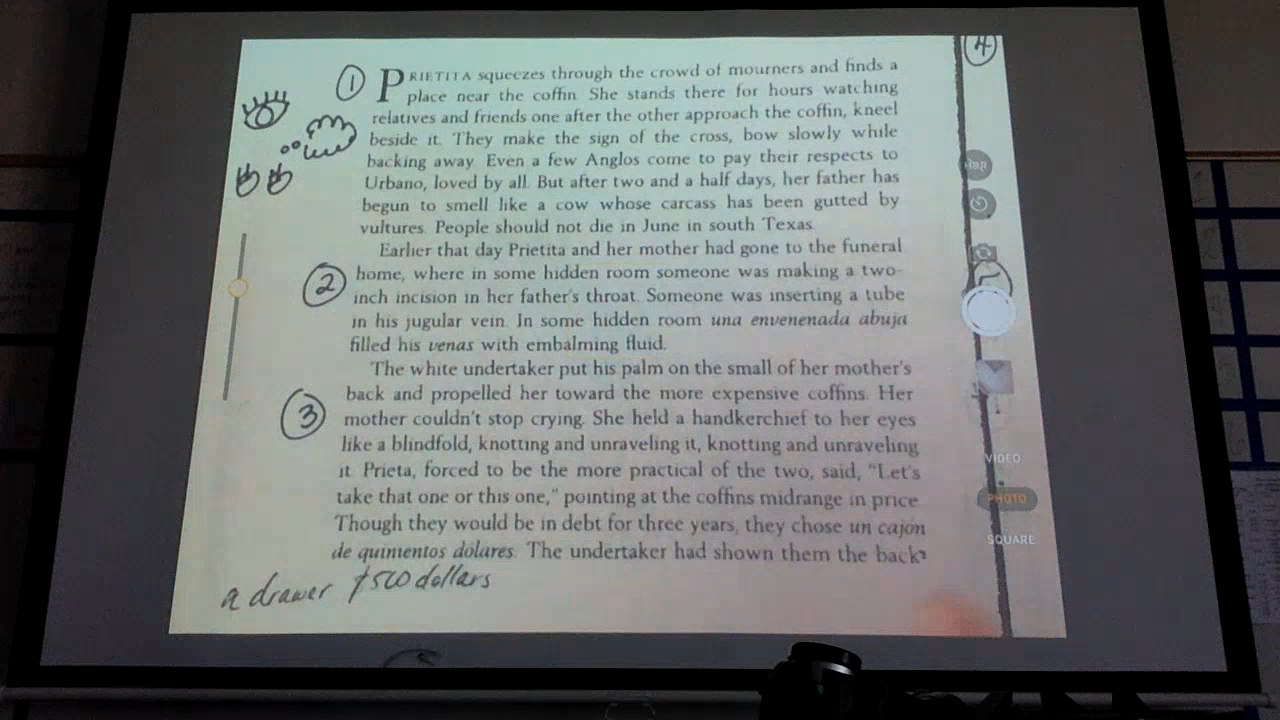 4
1
PRIETITA squeezes through the crowd of mourners and finds a
place near the coffin. She stands there for hours watching
relatives and friends one after the other approach the coffin, kneel
beside it. They make the sign of the cross, bow slowly while
backing away. Even a few Anglos come to pay their respects to
Urbano, loved by all. But after two and a half days, her father has
begun to smell like a cow whose carcass has been gutted by
vultures. People should not die in June in south Texas.
Earlier that day Prietita and her mother had gone to the funeral
2
home, where in some hidden room someone was making a two-
inch incision in her father's throat. Someone was inserting a tube
in his jugular vein. In some hidden room una envenenada abuja
filled his venas with embalming fluid.
The white undertaker put his palm on the small of her mother's
back and propelled her toward the more expensive coffins. Her
3
mother couldn't stop crying. She held a handkerchief to her eyes
like a blindfold, knotting and unraveling it, knotting and unraveling
it. Prieta, forced to be the more practical of the two, said, "Let's
take that one or this one," pointing at the coffins midrange in price.
Though they would be in debt for three years, they chose un cajón
de quinientos dólares. The undertaker had shown them the back
a drawer $500 dollars
HDR
VIDEO
PHOTO
SQUARE